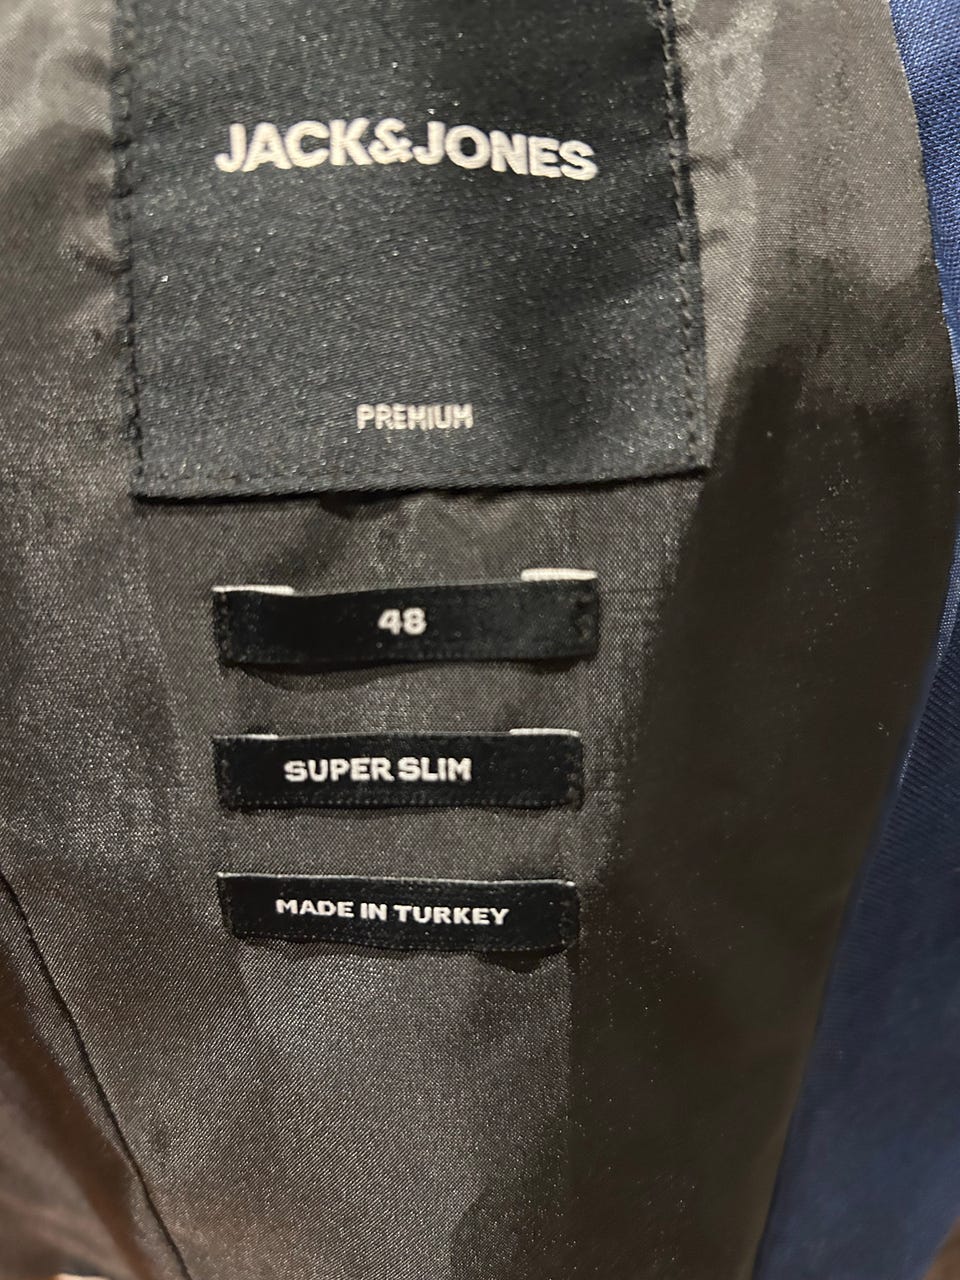 JACK&JONES
PREMIUM
48
SUPER SLIM
MADE IN TURKEY